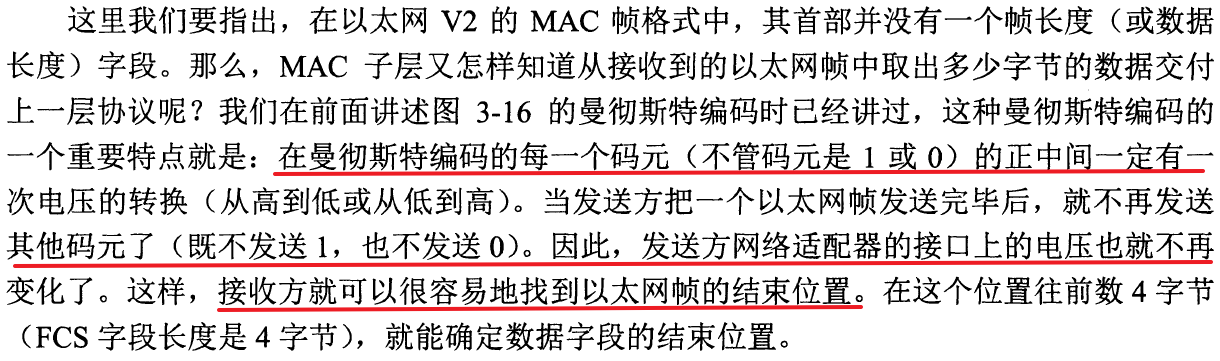 这里我们要指出，在以太网 V2 的 MAC 帧格式中，其首部并没有一个帧长度（或数据
长度）字段。那么，MAC 子层又怎样知道从接收到的以太网帧中取出多少字节的数据交付
上一层协议呢？我们在前面讲述图 3-16 的曼彻斯特编码时已经讲过，这种曼彻斯特编码的
一个重要特点就是：在曼彻斯特编码的每一个码元（不管码元是 1 或 0）的正中间一定有一
次电压的转换（从高到低或从低到高）。当发送方把一个以太网帧发送完毕后，就不再发送
其他码元了（既不发送 1，也不发送 0）。因此，发送方网络适配器的接口上的电压也就不再
变化了。这样，接收方就可以很容易地找到以太网帧的结束位置。在这个位置往前数 4 字节
（FCS 字段长度是 4 字节），就能确定数据字段的结束位置。